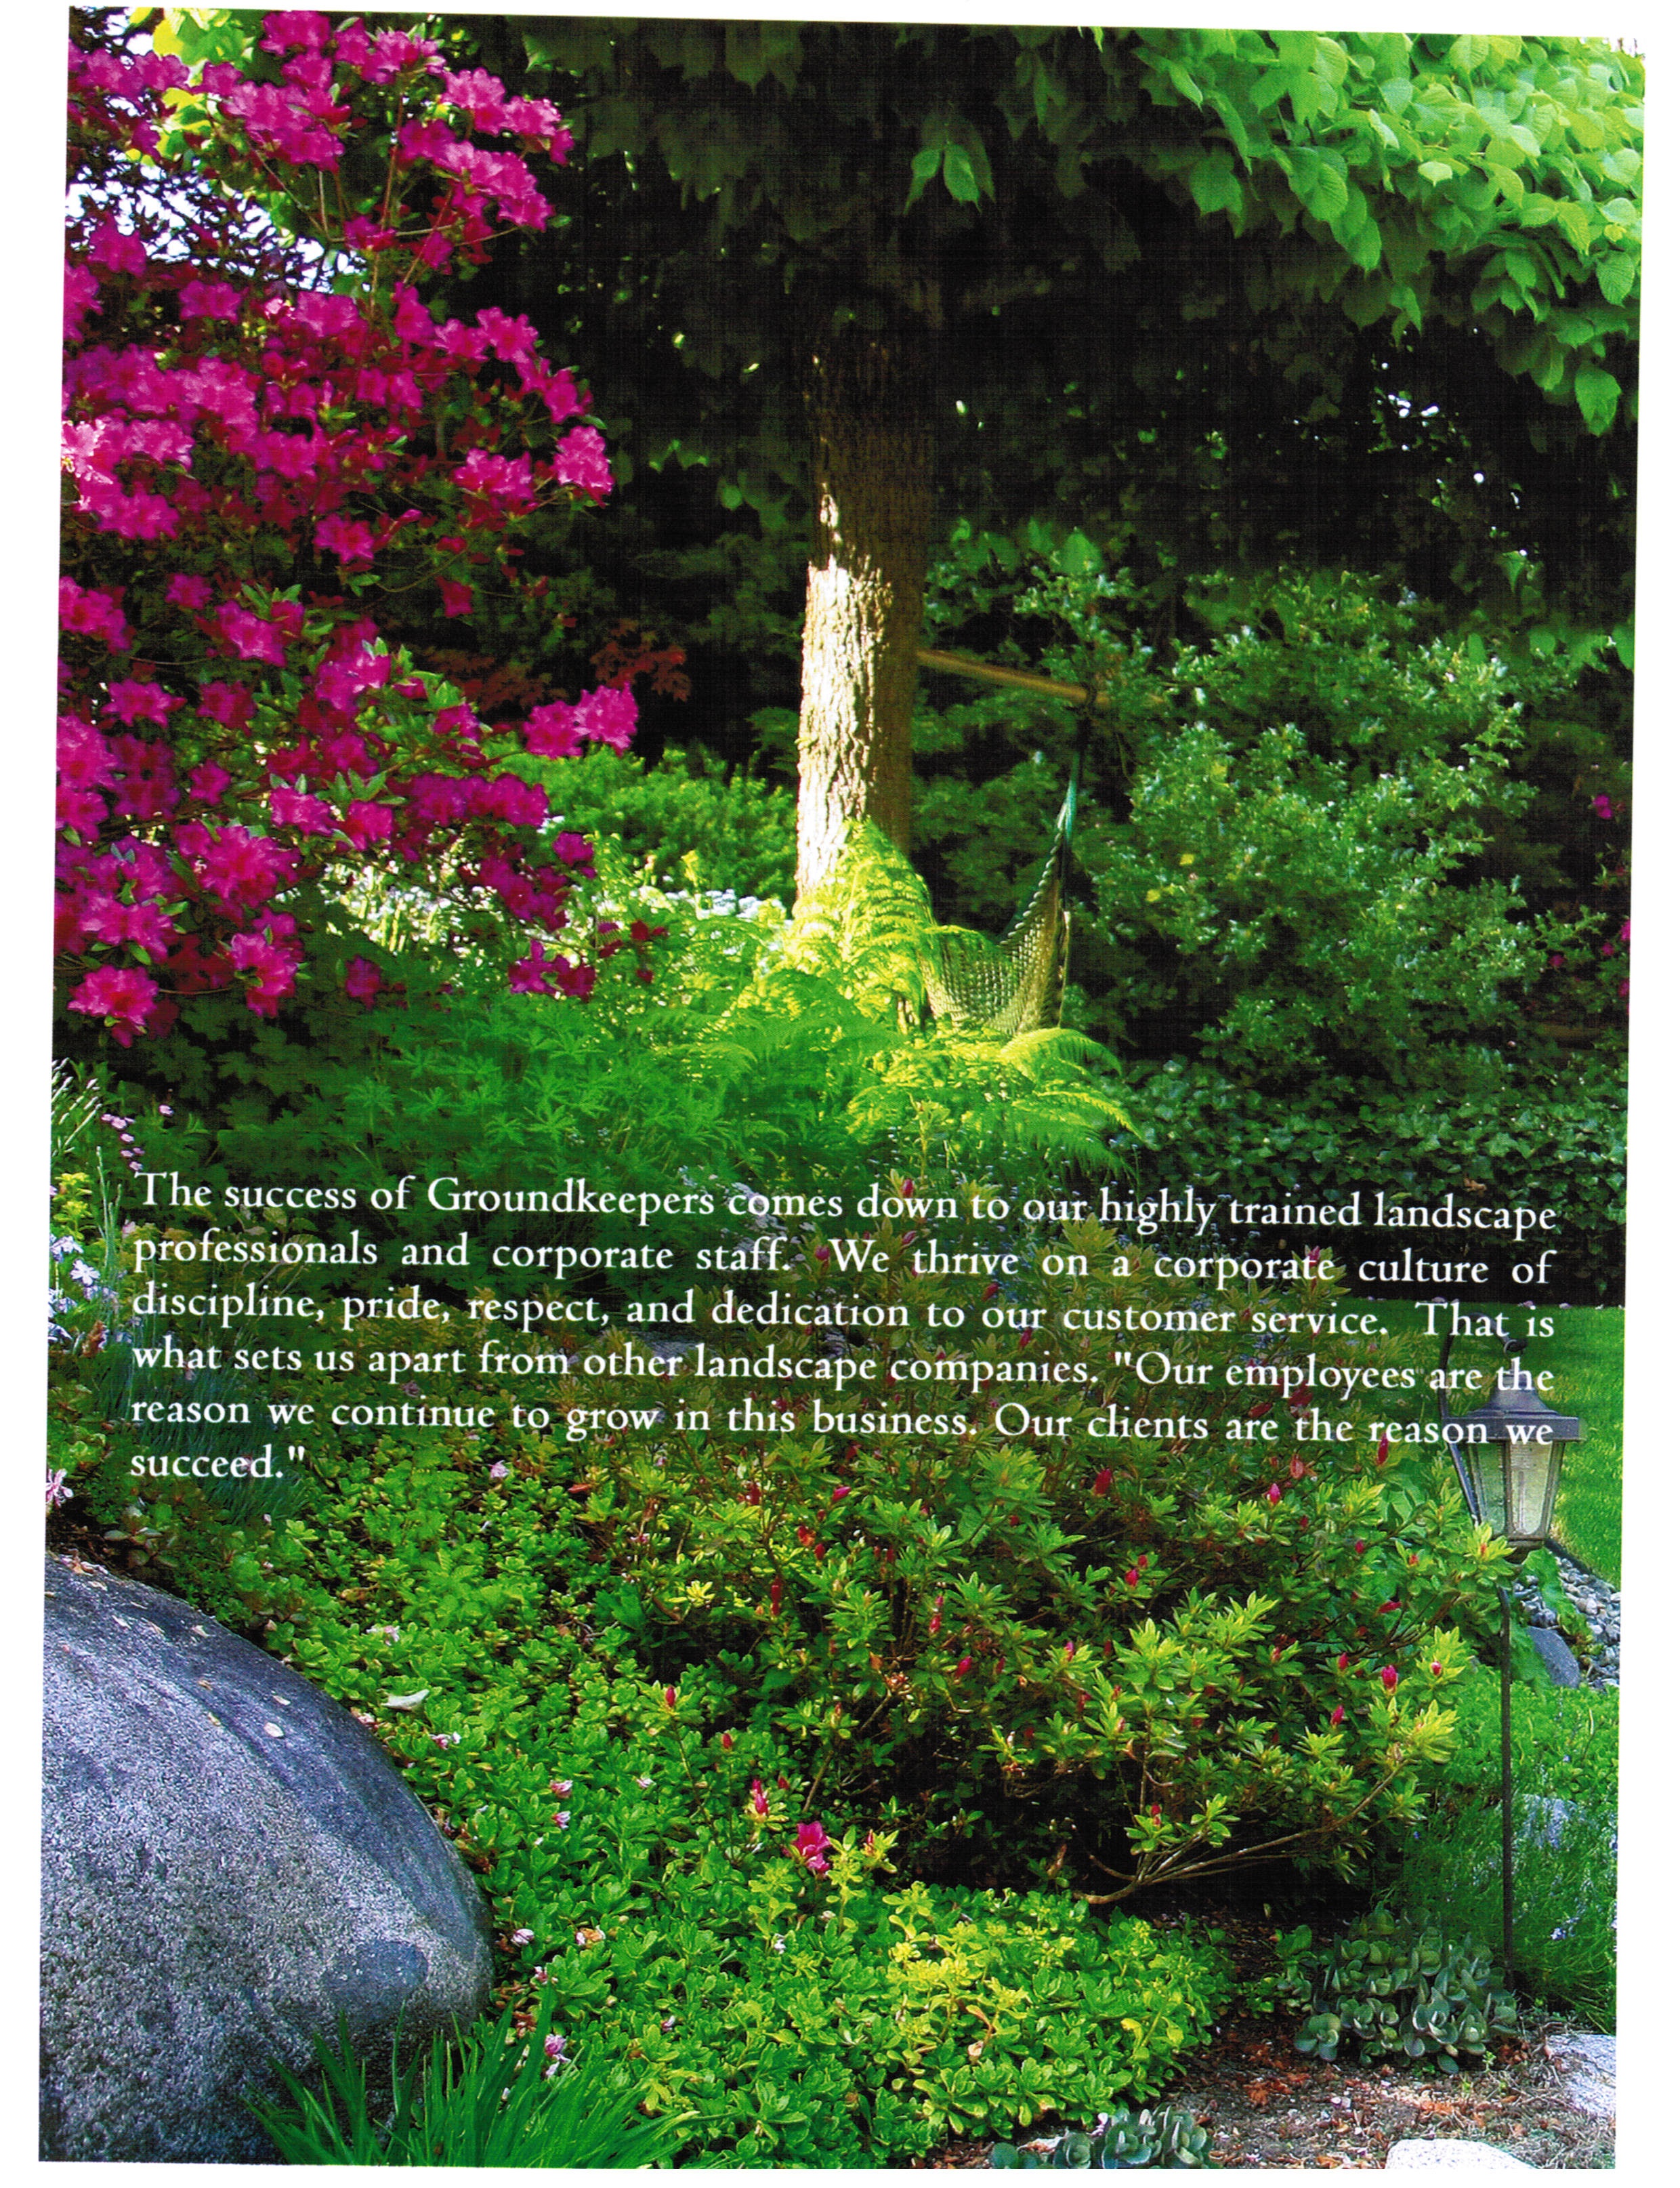 The success of Groundkeepers comes down to our highly trained landscape
professionals and corporate staff. We thrive on a corporate culture of
discipline, pride, respect, and dedication to our customer service. That is
what sets us apart from other landscape companies. "Our employees are the
reason we continue to grow in this business. Our clients are the reason we
succeed."